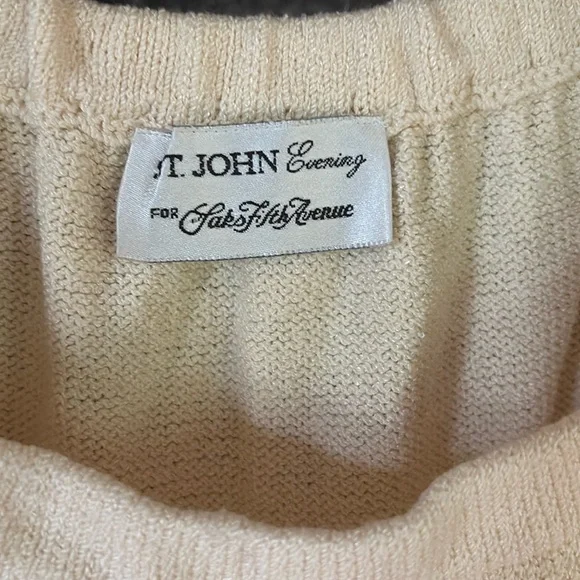 ST. JOHN Evening
FOR Saks Fifth Avenue